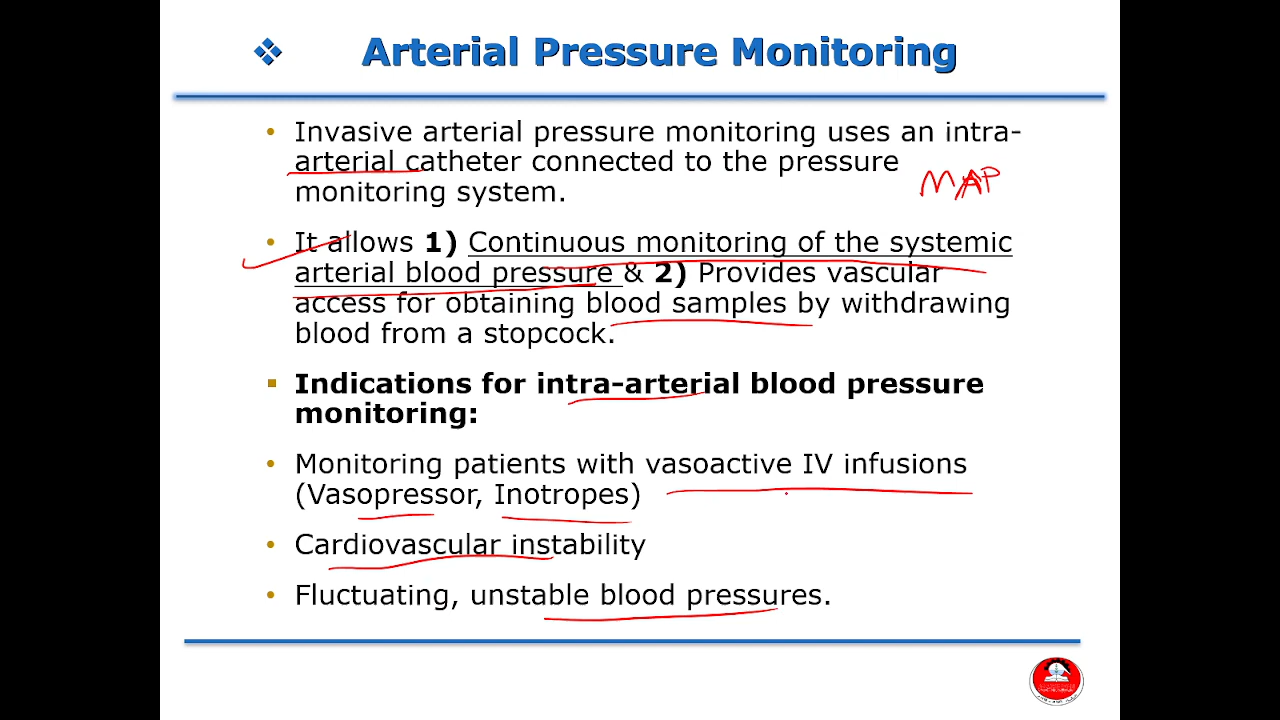 ❖ Arterial Pressure Monitoring
• Invasive arterial pressure monitoring uses an intra-
arterial catheter connected to the pressure
monitoring system.
MAP
• It allows 1) Continuous monitoring of the systemic
arterial blood pressure & 2) Provides vascular
access for obtaining blood samples by withdrawing
blood from a stopcock.
▪ Indications for intra-arterial blood pressure
monitoring:
• Monitoring patients with vasoactive IV infusions
(Vasopressor, Inotropes)
• Cardiovascular instability
• Fluctuating, unstable blood pressures.